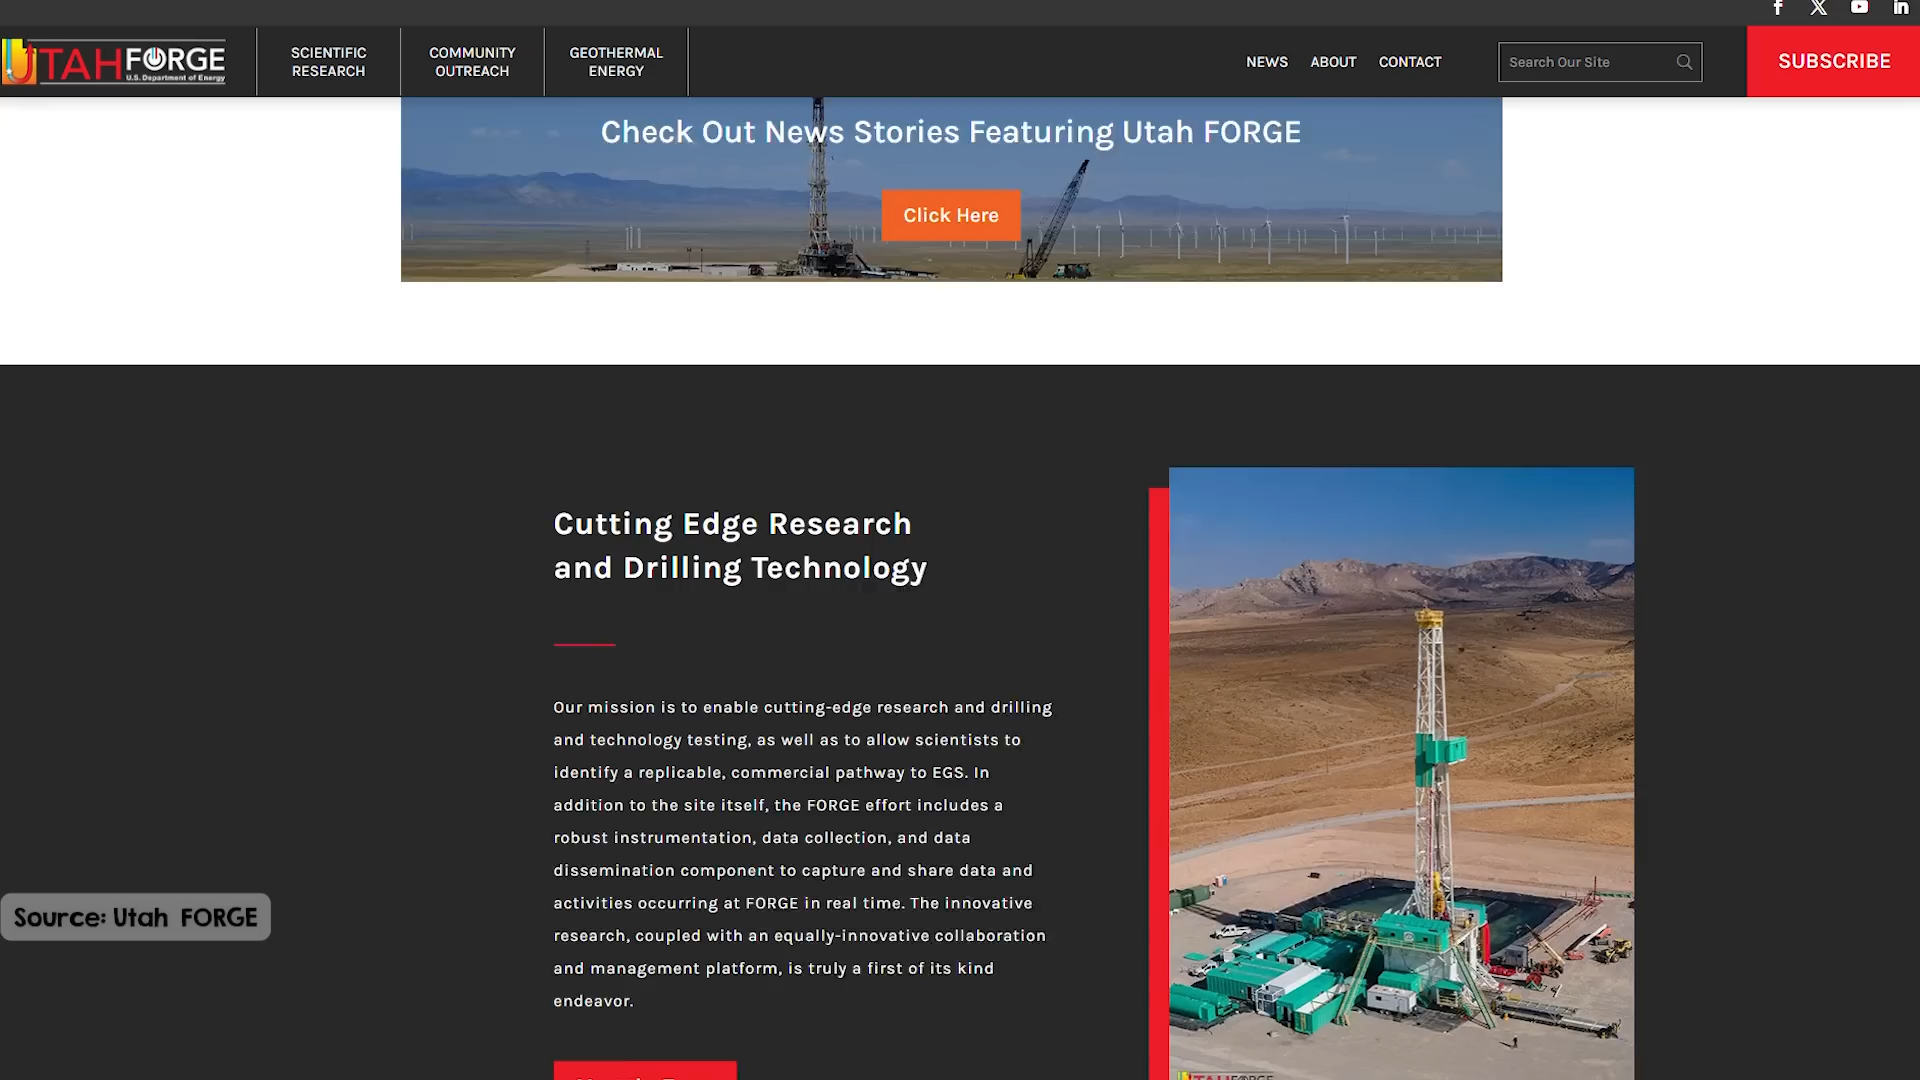 UTAH FORGE
U.S. Department of Energy
SCIENTIFIC
RESEARCH
COMMUNITY
OUTREACH
GEOTHERMAL
ENERGY
NEWS
ABOUT
CONTACT
Search Our Site
SUBSCRIBE
Check Out News Stories Featuring Utah FORGE
Click Here
Cutting Edge Research
and Drilling Technology
Our mission is to enable cutting-edge research and drilling
and technology testing, as well as to allow scientists to
identify a replicable, commercial pathway to EGS. In
addition to the site itself, the FORGE effort includes a
robust instrumentation, data collection, and data
dissemination component to capture and share data and
activities occurring at FORGE in real time. The innovative
research, coupled with an equally-innovative collaboration
and management platform, is truly a first of its kind
endeavor.
Source: Utah FORGE
UTAH FORGE